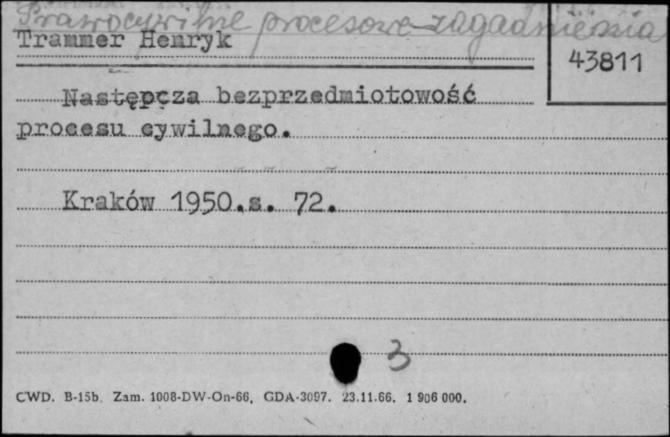 Prawo cywilne procesowe - zagadnienia
Trammer Henryk
43811
Następcza bezprzedmiotowość
procesu cywilnego.
Kraków 1950.s. 72.
3
CWD. B-15b. Zam. 1008-DW-On-66. GDA-3097. 23.11.66. 1 906 000.